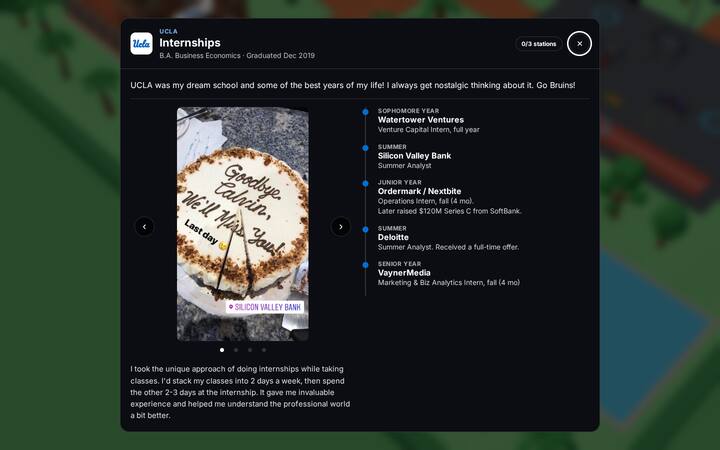 Ucla
UCLA
Internships
B.A. Business Economics · Graduated Dec 2019
0/3 stations
×
UCLA was my dream school and some of the best years of my life! I always get nostalgic thinking about it. Go Bruins!
Goodbye,
Calvin,
We'll Miss You!
Last day
SILICON VALLEY BANK
I took the unique approach of doing internships while taking
classes. I'd stack my classes into 2 days a week, then spend
the other 2-3 days at the internship. It gave me invaluable
experience and helped me understand the professional world
a bit better.
SOPHOMORE YEAR
Watertower Ventures
Venture Capital Intern, full year
SUMMER
Silicon Valley Bank
Summer Analyst
JUNIOR YEAR
Ordermark / Nextbite
Operations Intern, fall (4 mo).
Later raised $120M Series C from SoftBank.
SUMMER
Deloitte
Summer Analyst. Received a full-time offer.
SENIOR YEAR
VaynerMedia
Marketing & Biz Analytics Intern, fall (4 mo)